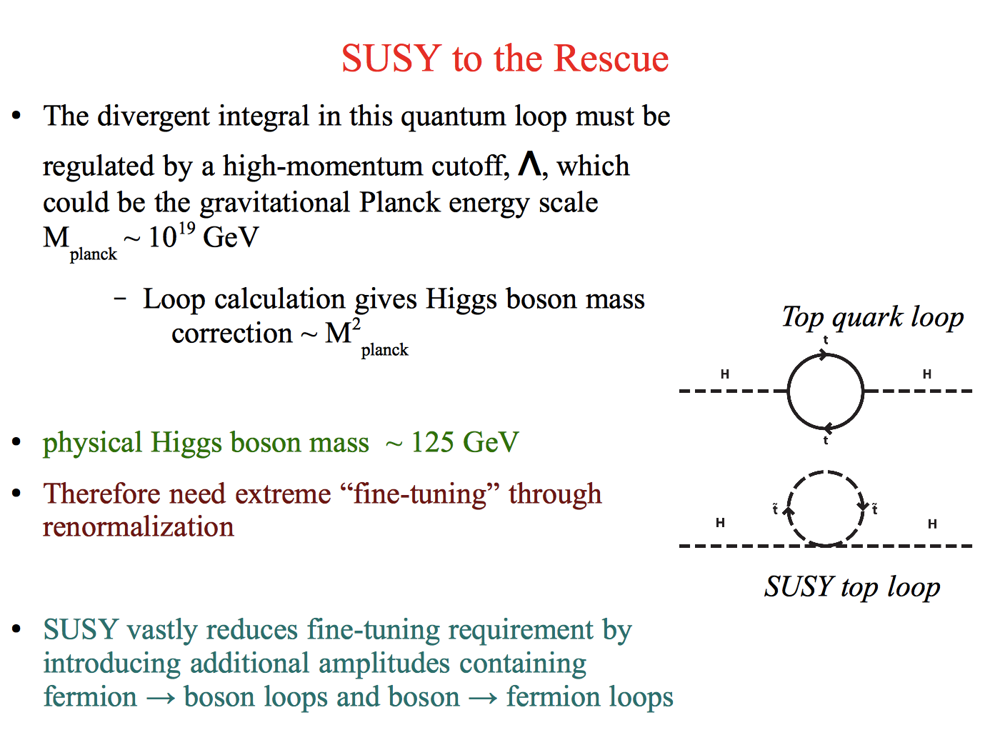 SUSY to the Rescue
• The divergent integral in this quantum loop must be
regulated by a high-momentum cutoff, Λ, which
could be the gravitational Planck energy scale
M_planck ~ 10^19 GeV
– Loop calculation gives Higgs boson mass
correction ~ M^2_planck
Top quark loop
t
H
H
t
• physical Higgs boson mass ~ 125 GeV
• Therefore need extreme “fine-tuning” through
renormalization
t̃
t̃
H
H
SUSY top loop
• SUSY vastly reduces fine-tuning requirement by
introducing additional amplitudes containing
fermion → boson loops and boson → fermion loops